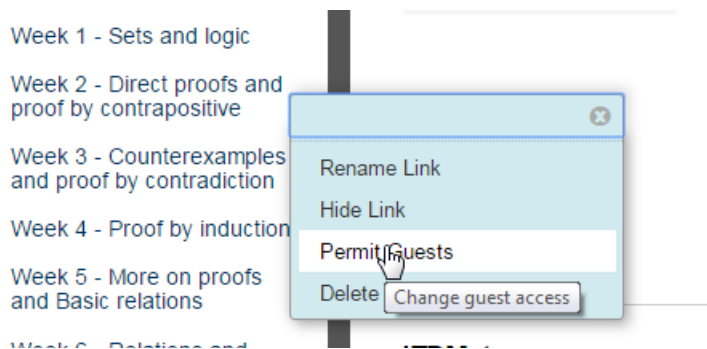 Week 1 - Sets and logic
Week 2 - Direct proofs and
proof by contrapositive
Week 3 - Counterexamples
and proof by contradiction
Week 4 - Proof by induction
Week 5 - More on proofs
and Basic relations
Rename Link
Hide Link
Permit Guests
Delete
Change guest access